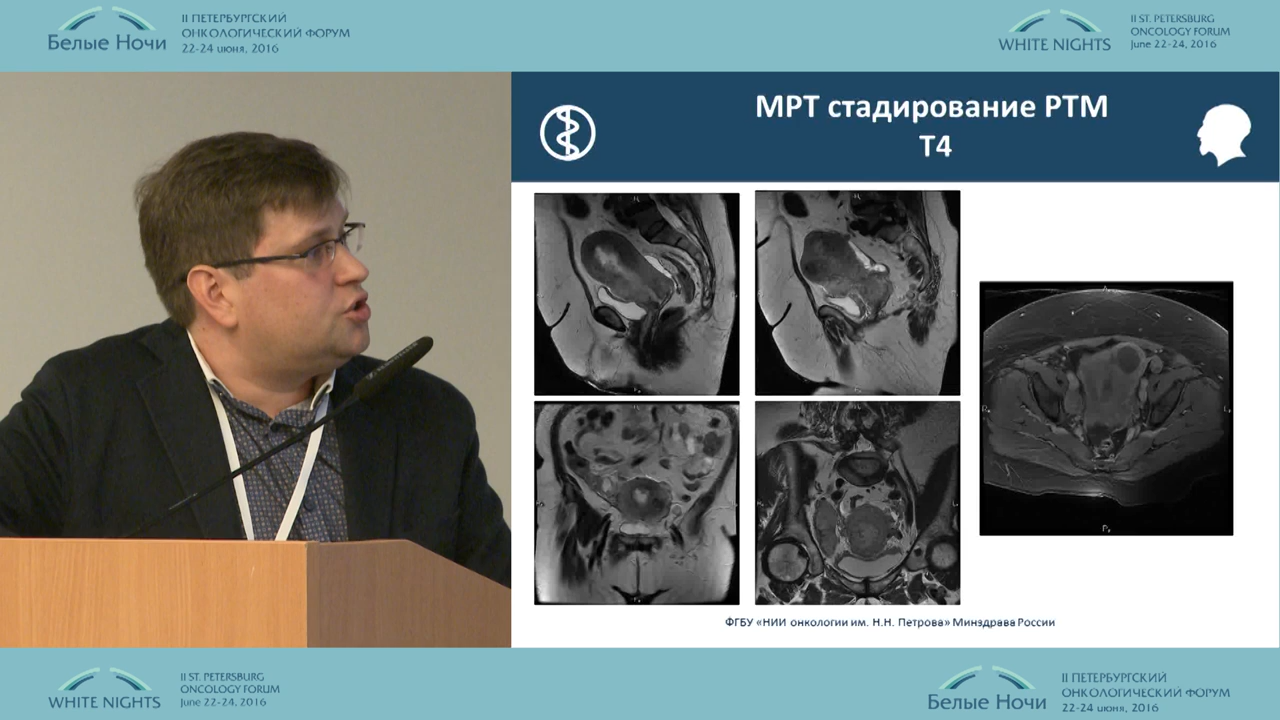 Белые Ночи
II ПЕТЕРБУРГСКИЙ
ОНКОЛОГИЧЕСКИЙ ФОРУМ
22-24 июня, 2016
WHITE NIGHTS
II ST. PETERSBURG
ONCOLOGY FORUM
June 22-24, 2016
МРТ стадирование РТМ
Т4
ФГБУ «НИИ онкологии им. Н.Н. Петрова» Минздрава России
WHITE NIGHTS
II ST. PETERSBURG
ONCOLOGY FORUM
June 22-24, 2016
Белые Ночи
II ПЕТЕРБУРГСКИЙ
ОНКОЛОГИЧЕСКИЙ ФОРУМ
22-24 июня, 2016